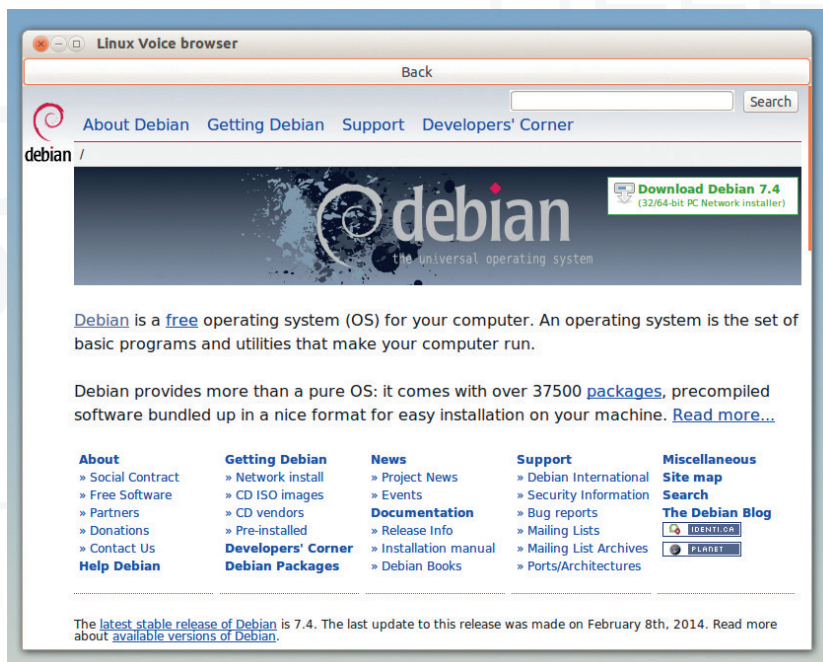 Linux Voice browser
Back
Search
About Debian Getting Debian Support Developers' Corner
debian /
debian
the universal operating system
Download Debian 7.4
(32/64-bit PC Network installer)
Debian is a free operating system (OS) for your computer. An operating system is the set of
basic programs and utilities that make your computer run.
Debian provides more than a pure OS: it comes with over 37500 packages, precompiled
software bundled up in a nice format for easy installation on your machine. Read more...
About
» Social Contract
» Free Software
» Partners
» Donations
» Contact Us
Help Debian
Getting Debian
» Network install
» CD ISO images
» CD vendors
» Pre-installed
Developers' Corner
Debian Packages
News
» Project News
» Events
Documentation
» Release Info
» Installation manual
» Debian Books
Support
» Debian International
» Security Information
» Bug reports
» Mailing Lists
» Mailing List Archives
» Ports/Architectures
Miscellaneous
Site map
Search
The Debian Blog
IDENTI.CA
PLANET
The latest stable release of Debian is 7.4. The last update to this release was made on February 8th, 2014. Read more
about available versions of Debian.